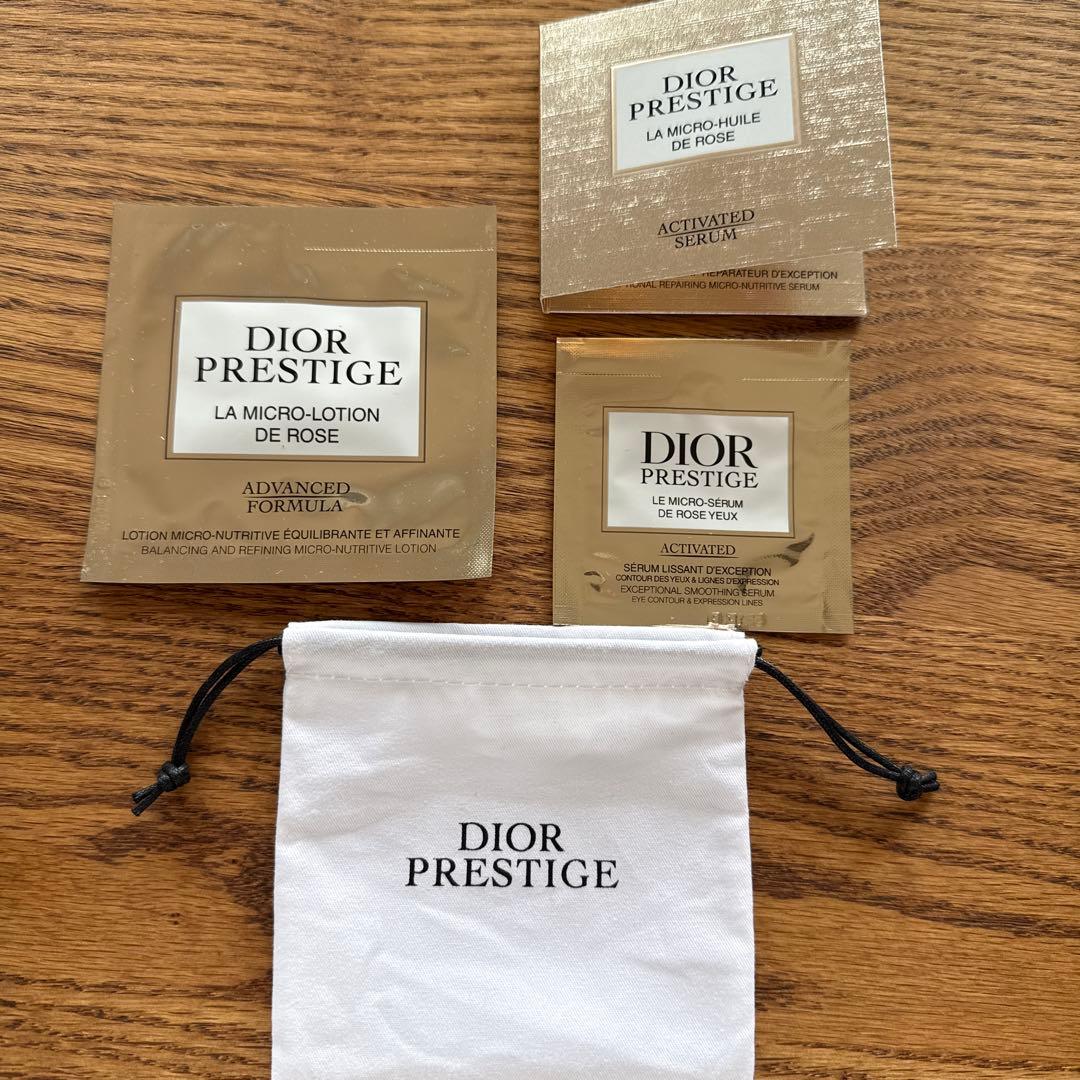 DIOR
PRESTIGE
LA MICRO-HUILE
DE ROSE
ACTIVATED
SERUM
RÉPARATEUR D'EXCEPTION
REPAIRING MICRO-NUTRITIVE SERUM
DIOR
PRESTIGE
LA MICRO-LOTION
DE ROSE
ADVANCED
FORMULA
LOTION MICRO-NUTRITIVE ÉQUILIBRANTE ET AFFINANTE
BALANCING AND REFINING MICRO-NUTRITIVE LOTION
DIOR
PRESTIGE
LE MICRO-SÉRUM
DE ROSE YEUX
ACTIVATED
SÉRUM LISSANT D'EXCEPTION
CONTOUR DES YEUX & LIGNES D'EXPRESSION
EXCEPTIONAL SMOOTHING SERUM
EYE CONTOUR & EXPRESSION LINES
DIOR
PRESTIGE